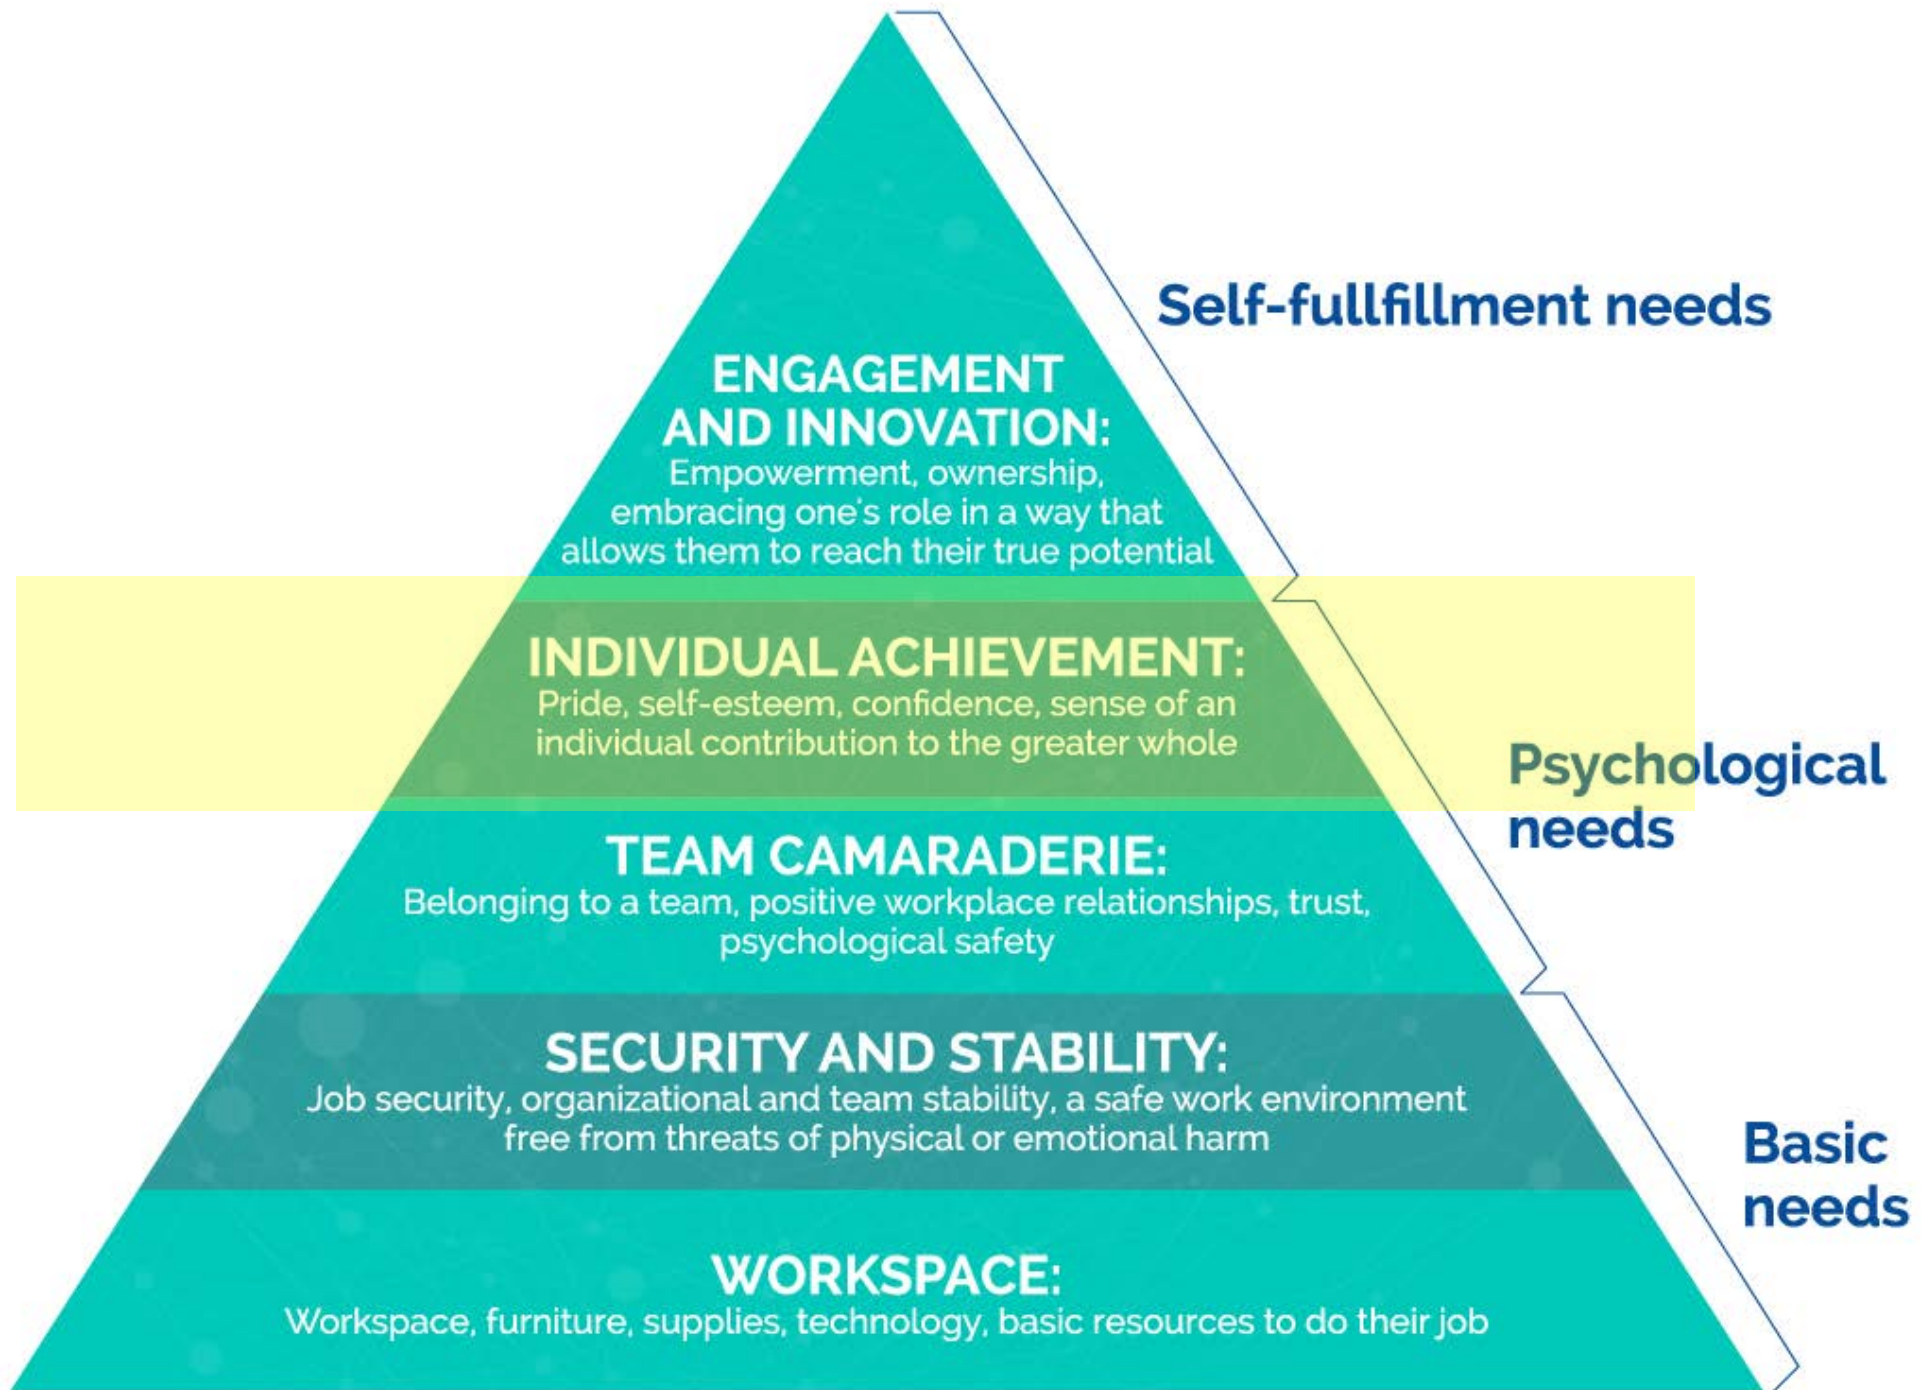 Self-fullfillment needs
ENGAGEMENT
AND INNOVATION:
Empowerment, ownership,
embracing one's role in a way that
allows them to reach their true potential
INDIVIDUAL ACHIEVEMENT:
Pride, self-esteem, confidence, sense of an
individual contribution to the greater whole
Psychological
needs
TEAM CAMARADERIE:
Belonging to a team, positive workplace relationships, trust,
psychological safety
SECURITY AND STABILITY:
Job security, organizational and team stability, a safe work environment
free from threats of physical or emotional harm
Basic
needs
WORKSPACE:
Workspace, furniture, supplies, technology, basic resources to do their job